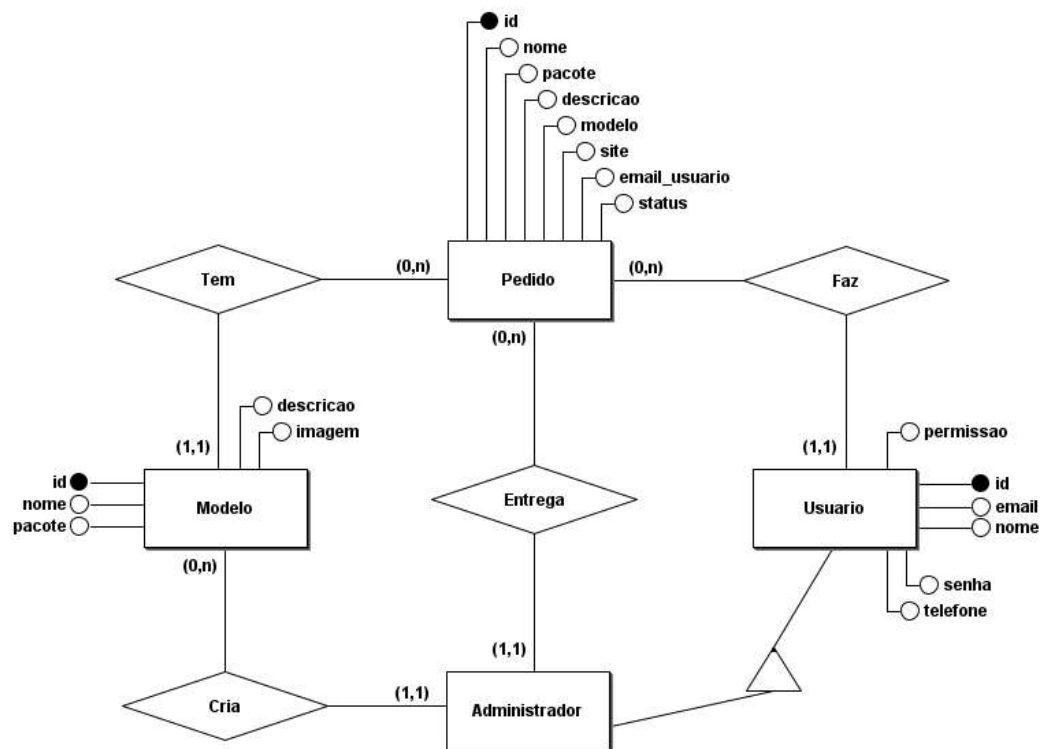 id
nome
pacote
descricao
modelo
site
email_usuario
status
Tem
(0,n)
Pedido
(0,n)
Faz
(0,n)
descricao
imagem
(1,1)
id
nome
pacote
Modelo
(0,n)
Entrega
(1,1)
permissao
Usuario
id
email
nome
senha
telefone
(1,1)
Cria
(1,1)
Administrador